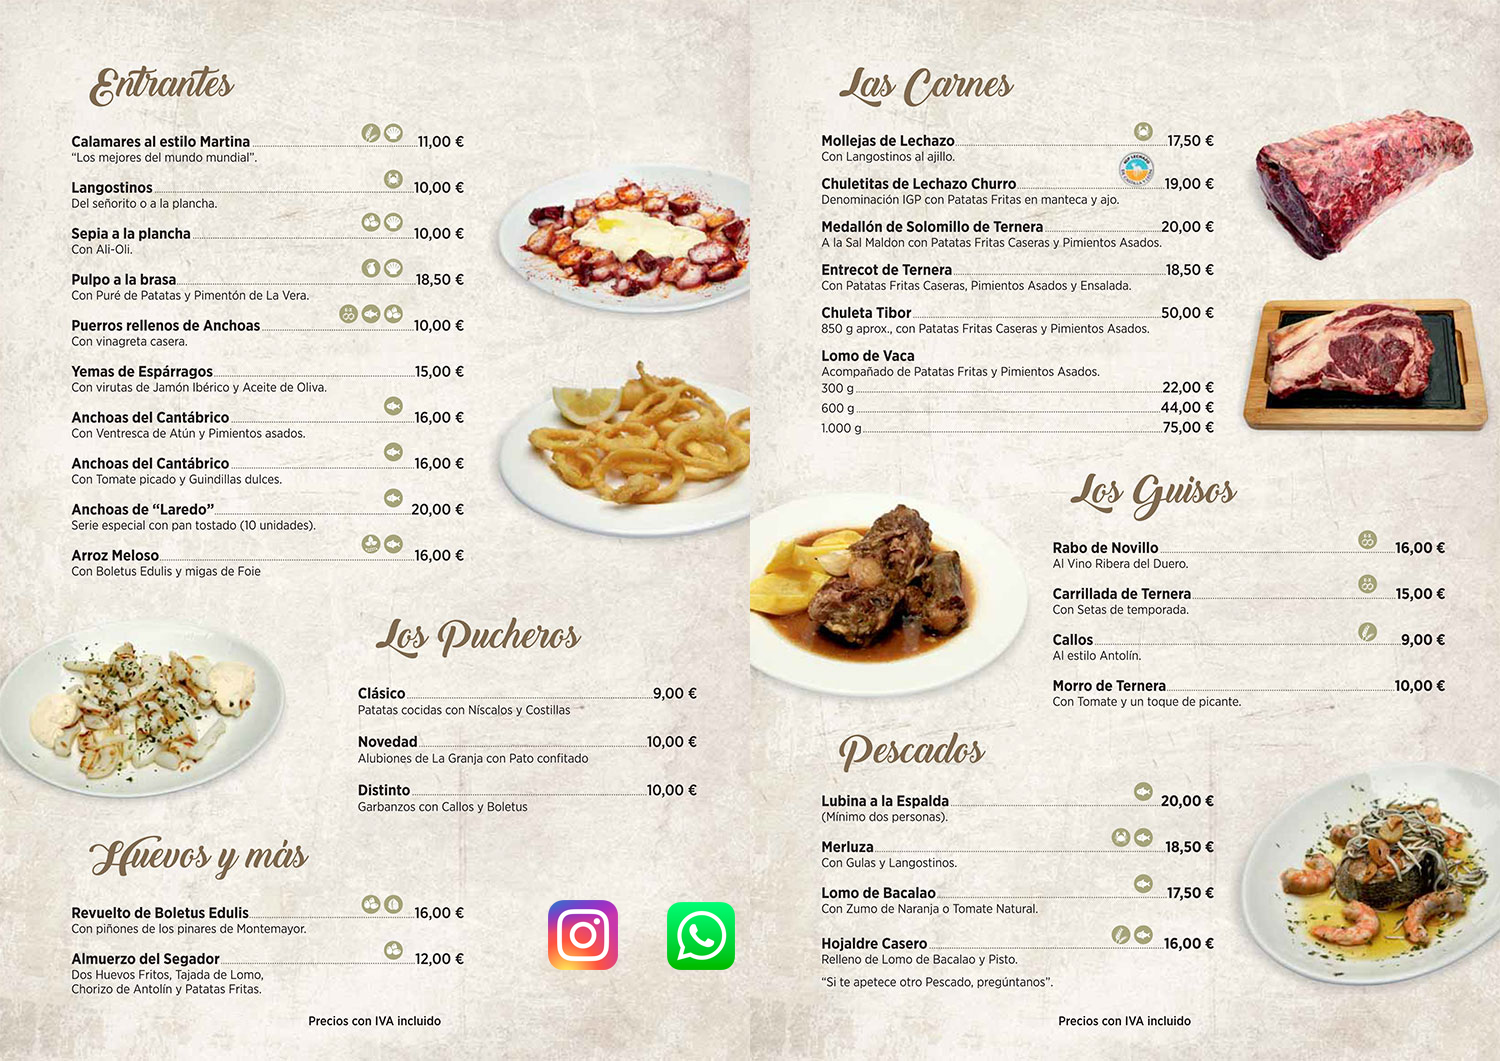 Entrantes
Calamares al estilo Martina 11,00 €
“Los mejores del mundo mundial”.
Langostinos 10,00 €
Del señorito o a la plancha.
Sepia a la plancha 10,00 €
Con Ali-Oli.
Pulpo a la brasa 18,50 €
Con Puré de Patatas y Pimentón de La Vera.
Puerros rellenos de Anchoas 10,00 €
Con vinagreta casera.
Yemas de Espárragos 15,00 €
Con virutas de Jamón Ibérico y Aceite de Oliva.
Anchoas del Cantábrico 16,00 €
Con Ventresca de Atún y Pimientos asados.
Anchoas del Cantábrico 16,00 €
Con Tomate picado y Guindillas dulces.
Anchoas de “Laredo” 20,00 €
Serie especial con pan tostado (10 unidades).
Arroz Meloso 16,00 €
Con Boletus Edulis y migas de Foie
Los Pucheros
Clásico 9,00 €
Patatas cocidas con Níscalos y Costillas
Novedad 10,00 €
Alubiones de La Granja con Pato confitado
Distinto 10,00 €
Garbanzos con Callos y Boletus
Huevos y más
Revuelto de Boletus Edulis 16,00 €
Con piñones de los pinares de Montemayor.
Almuerzo del Segador 12,00 €
Dos Huevos Fritos, Tajada de Lomo,
Chorizo de Antolín y Patatas Fritas.
Precios con IVA incluido
Las Carnes
Mollejas de Lechazo 17,50 €
Con Langostinos al ajillo.
Chuletitas de Lechazo Churro 19,00 €
Denominación IGP con Patatas Fritas en manteca y ajo.
Medallón de Solomillo de Ternera 20,00 €
A la Sal Maldon con Patatas Fritas Caseras y Pimientos Asados.
Entrecot de Ternera 18,50 €
Con Patatas Fritas Caseras, Pimientos Asados y Ensalada.
Chuleta Tibor 50,00 €
850 g aprox., con Patatas Fritas Caseras y Pimientos Asados.
Lomo de Vaca
Acompañado de Patatas Fritas y Pimientos Asados.
300 g 22,00 €
600 g 44,00 €
1.000 g 75,00 €
Los Guisos
Rabo de Novillo 16,00 €
Al Vino Ribera del Duero.
Carrillada de Ternera 15,00 €
Con Setas de temporada.
Callos 9,00 €
Al estilo Antolín.
Morro de Ternera 10,00 €
Con Tomate y un toque de picante.
Pescados
Lubina a la Espalda 20,00 €
(Mínimo dos personas).
Merluza 18,50 €
Con Gulas y Langostinos.
Lomo de Bacalao 17,50 €
Con Zumo de Naranja o Tomate Natural.
Hojaldre Casero 16,00 €
Relleno de Lomo de Bacalao y Pisto.
“Si te apetece otro Pescado, pregúntanos”.
Precios con IVA incluido